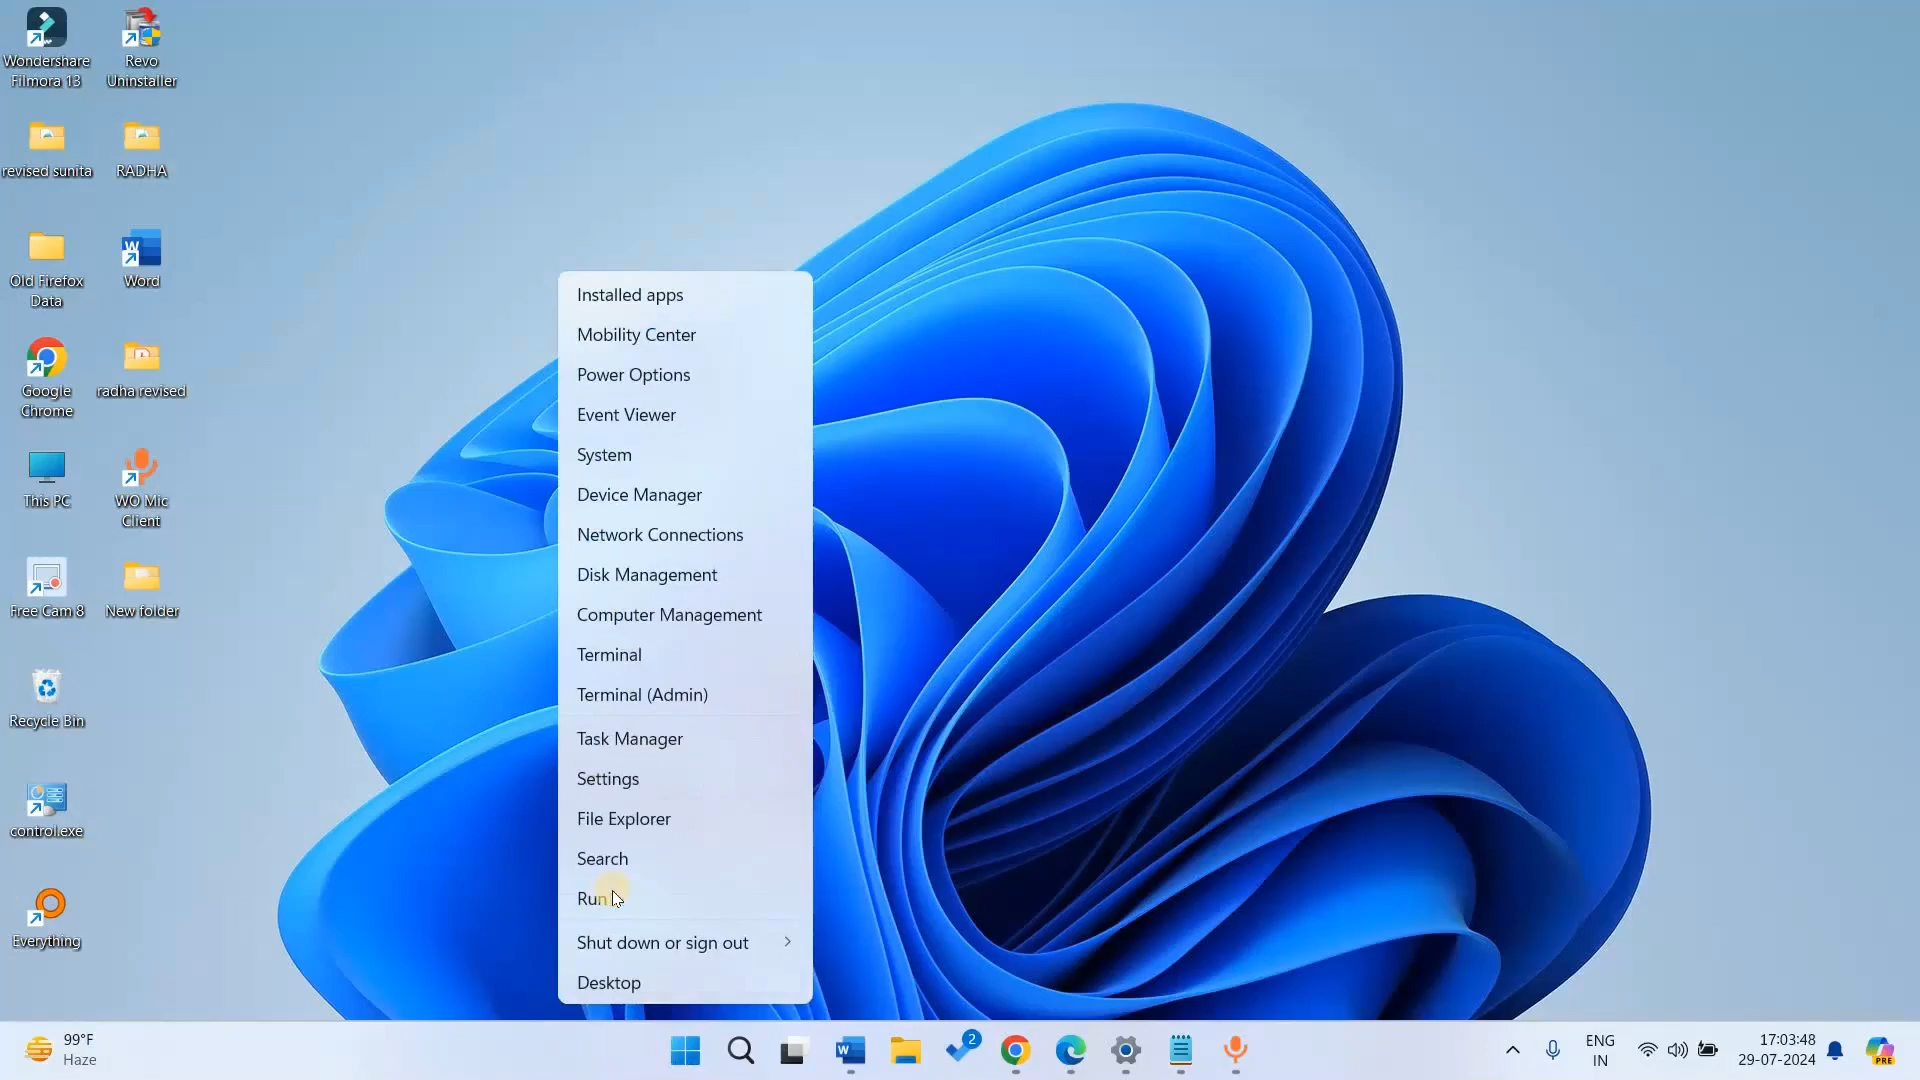 Wondershare
Filmora 13
Revo
Uninstaller
revised sunita
RADHA
Old Firefox
Data
Word
Google
Chrome
radha revised
This PC
WO Mic
Client
Free Cam 8
New folder
Recycle Bin
control.exe
Everything
Installed apps
Mobility Center
Power Options
Event Viewer
System
Device Manager
Network Connections
Disk Management
Computer Management
Terminal
Terminal (Admin)
Task Manager
Settings
File Explorer
Search
Run
Shut down or sign out
Desktop
99°F
Haze
2
ENG
IN
17:03:48
29-07-2024
PRE